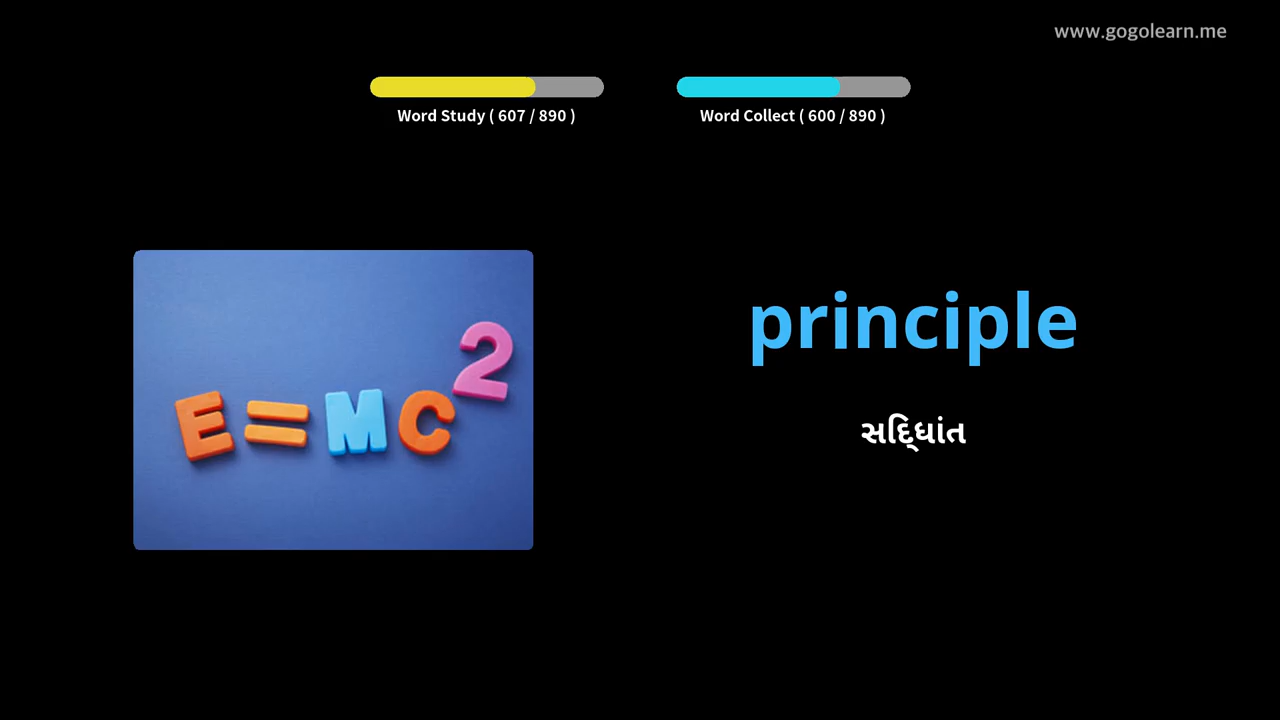 www.gogolearn.me
Word Study ( 607 / 890 )
Word Collect ( 600 / 890 )
E=MC2
principle
સદ્ધિાંત